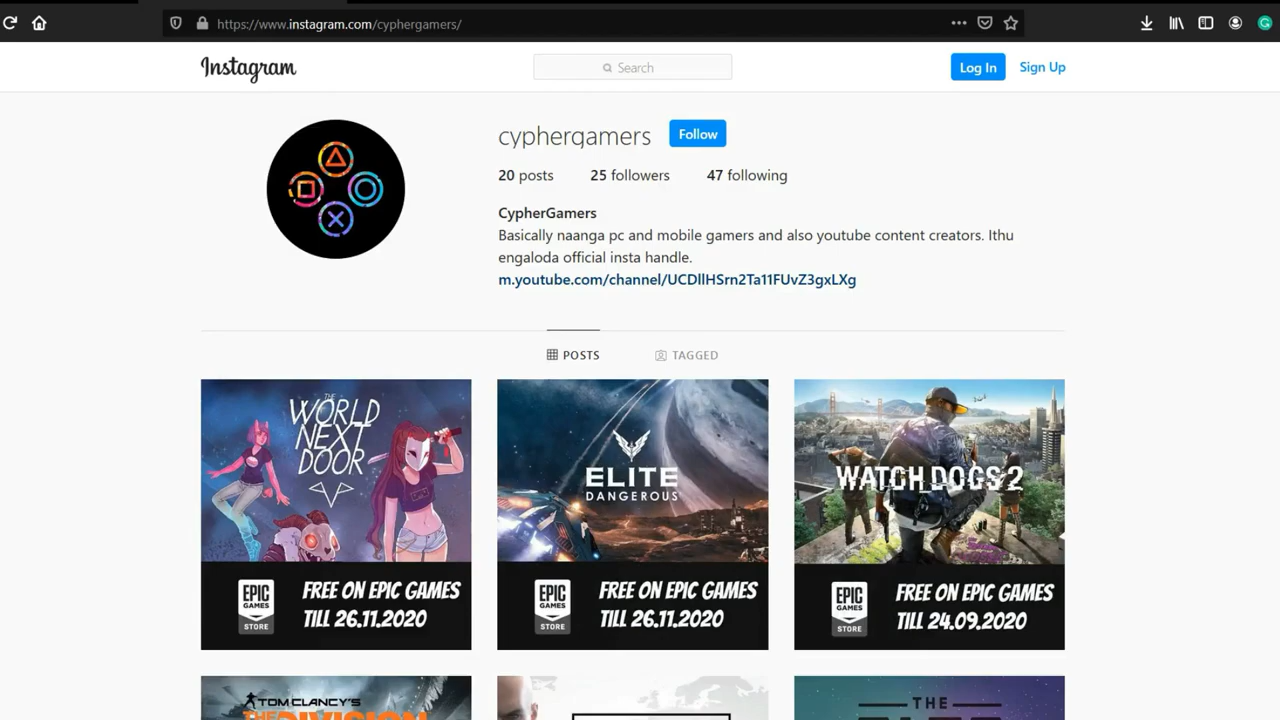 https://www.instagram.com/cyphergamers/
Instagram
Search
Log In
Sign Up
cyphergamers
Follow
20 posts 25 followers 47 following
CypherGamers
Basically naanga pc and mobile gamers and also youtube content creators. Ithu
engaloda official insta handle.
m.youtube.com/channel/UCDllHSrn2Ta11FUvZ3gxLXg
POSTS
TAGGED
THE
WORLD
NEXT
DOOR
EPIC
GAMES
STORE
FREE ON EPIC GAMES
TILL 26.11.2020
ELITE
DANGEROUS
EPIC
GAMES
STORE
FREE ON EPIC GAMES
TILL 26.11.2020
WATCH DOGS 2
EPIC
GAMES
STORE
FREE ON EPIC GAMES
TILL 24.09.2020
TOM CLANCY'S
THE DIVISION
THE